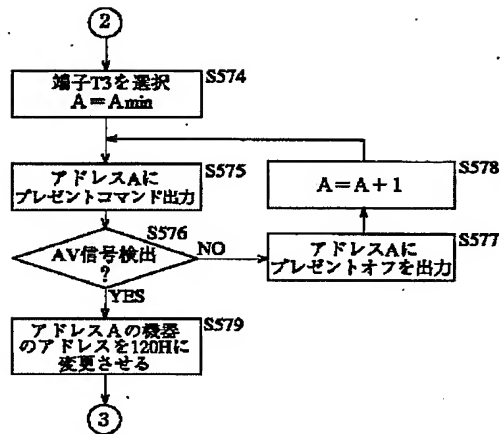 2
端子T3を選択
A=Amin
S574
アドレスAに
プレゼントコマンド出力
S575
A=A+1
S578
AV信号検出
?
S576
NO
YES
アドレスAに
プレゼントオフを出力
S577
アドレスAの機器
のアドレスを120Hに
変更させる
S579
3